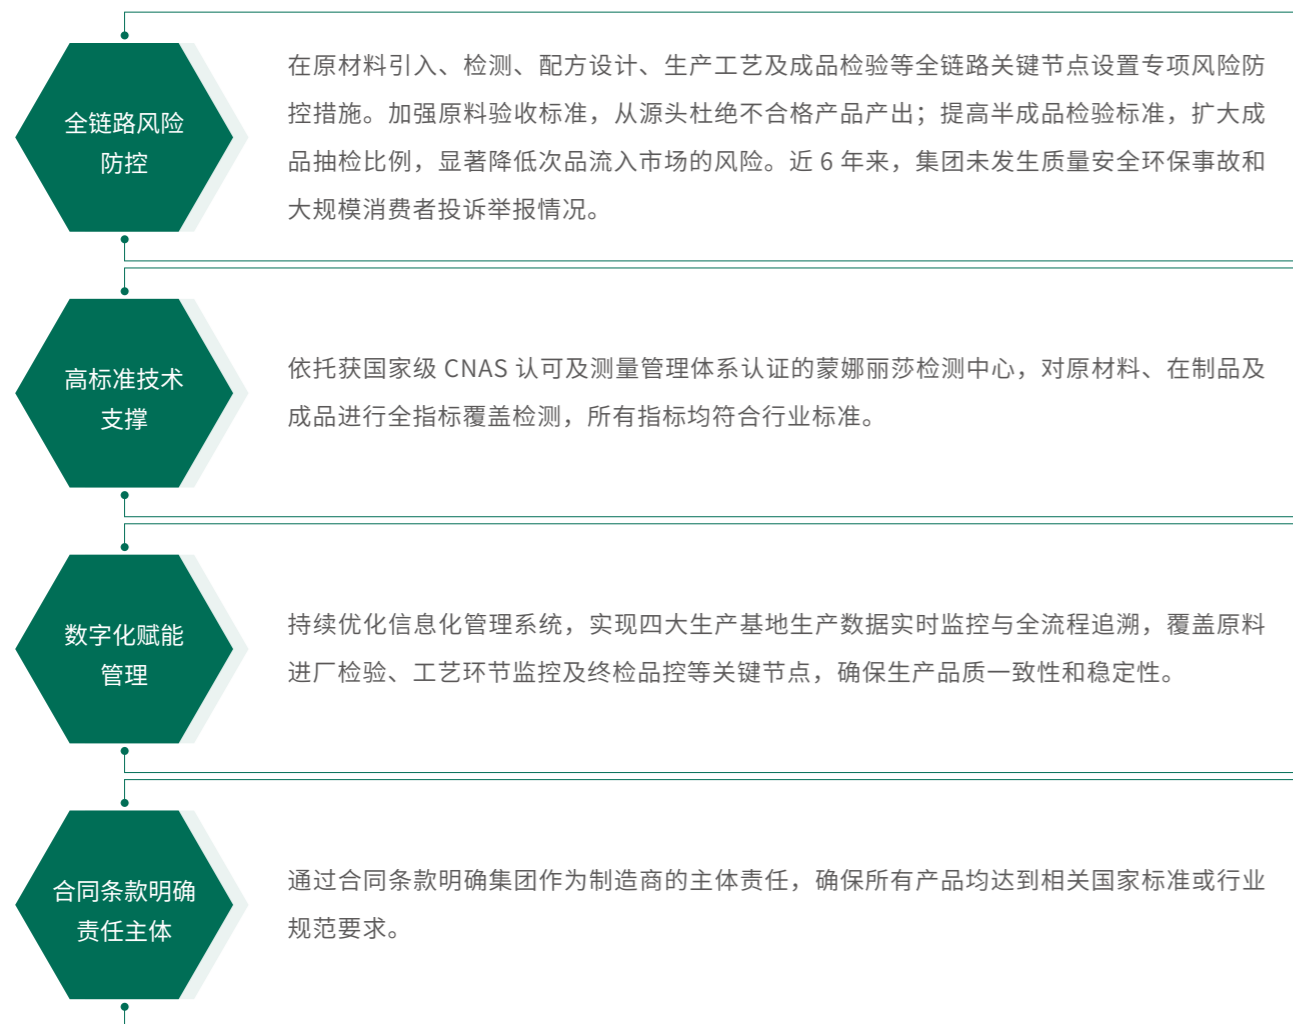 全链路风险
防控
在原材料引入、检测、配方设计、生产工艺及成品检验等全链路关键节点设置专项风险防
控措施。加强原料验收标准，从源头杜绝不合格产品产出；提高半成品检验标准，扩大成
品抽检比例，显著降低次品流入市场的风险。近 6 年来，集团未发生质量安全环保事故和
大规模消费者投诉举报情况。
高标准技术
支撑
依托获国家级 CNAS 认可及测量管理体系认证的蒙娜丽莎检测中心，对原材料、在制品及
成品进行全指标覆盖检测，所有指标均符合行业标准。
数字化赋能
管理
持续优化信息化管理系统，实现四大生产基地生产数据实时监控与全流程追溯，覆盖原料
进厂检验、工艺环节监控及终检品控等关键节点，确保生产品质一致性和稳定性。
合同条款明确
责任主体
通过合同条款明确集团作为制造商的主体责任，确保所有产品均达到相关国家标准或行业
规范要求。